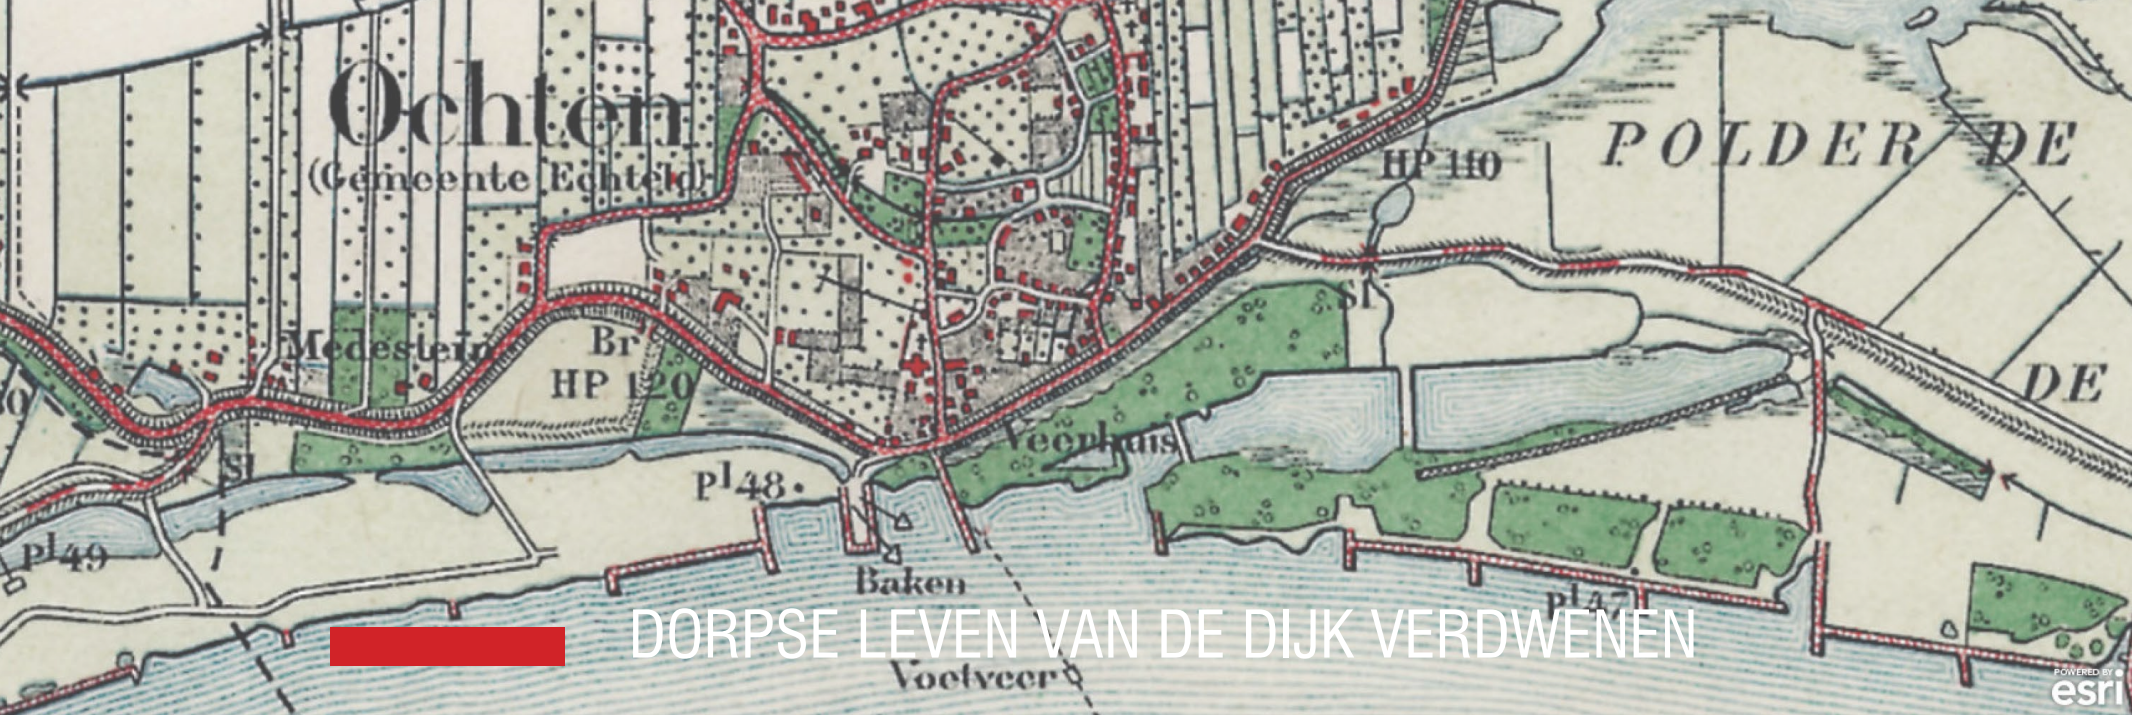 Ochten
(Gemeente Echteld)
POLDER DE
HP 110
Sl
Medestein
Br
HP 120
DE
Veerhuis
Sl
pl 48
pl 49
Baken
pl 47
DORPSE LEVEN VAN DE DIJK VERDWENEN
Voetveer
POWERED BY
esri